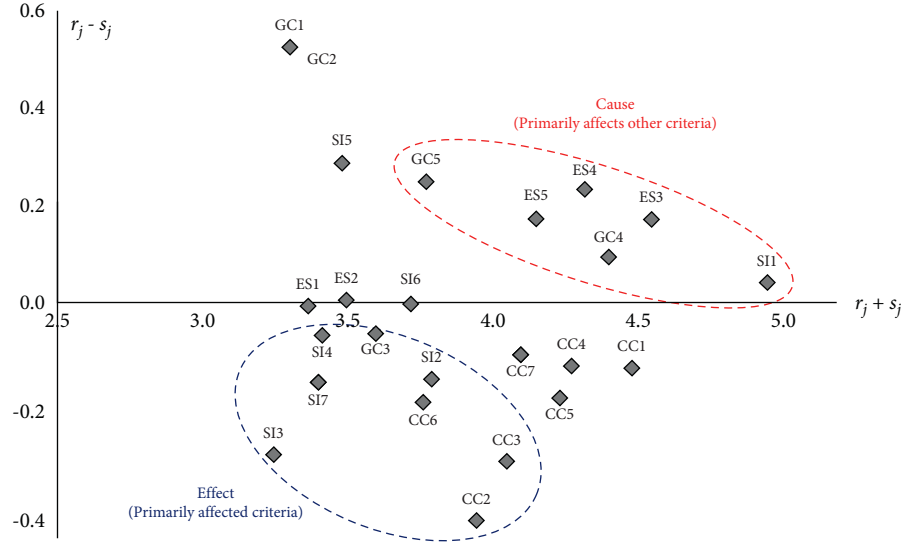 0.6
r_j - s_j
GC1
GC2
0.4
Cause
(Primarily affects other criteria)
SI5
GC5
ES4
0.2
ES5
ES3
GC4
SI1
ES1
ES2
SI6
0.0
r_j + s_j
2.5
3.0
3.5
4.0
4.5
5.0
SI4
GC3
SI2
CC7
CC4
CC1
SI7
CC6
CC5
-0.2
SI3
CC3
Effect
(Primarily affected criteria)
CC2
-0.4